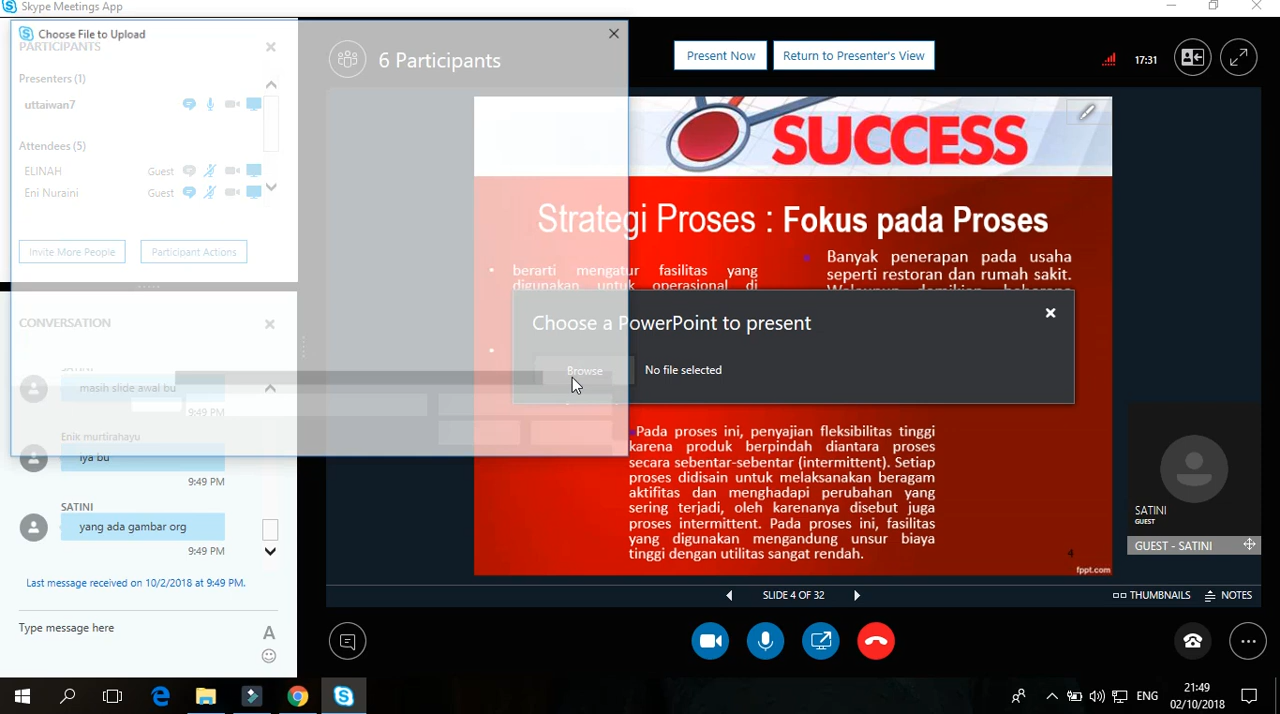 Skype Meetings App
Choose File to Upload
PARTICIPANTS
Presenters (1)
uttaiwan7
Attendees (5)
ELINAH Guest
Eni Nuraini Guest
Invite More People Participant Actions
CONVERSATION
masih slide awal bu
9:49 PM
Enik murtirahayu
iya bu
9:49 PM
SATINI
yang ada gambar org
9:49 PM
Last message received on 10/2/2018 at 9:49 PM.
Type message here
A
6 Participants
Present Now Return to Presenter's View
17:31
SUCCESS
Strategi Proses : Fokus pada Proses
• berarti mengatur fasilitas yang
digunakan untuk operasional di
Banyak penerapan pada usaha
seperti restoran dan rumah sakit.
Walaupun demikian beberapa
Choose a PowerPoint to present
Browse No file selected
Pada proses ini, penyajian fleksibilitas tinggi
karena produk berpindah diantara proses
secara sebentar-sebentar (intermittent). Setiap
proses didisain untuk melaksanakan beragam
aktifitas dan menghadapi perubahan yang
sering terjadi, oleh karenanya disebut juga
proses intermittent. Pada proses ini, fasilitas
yang digunakan mengandung unsur biaya
tinggi dengan utilitas sangat rendah.
4
fppt.com
SATINI
GUEST
GUEST - SATINI
SLIDE 4 OF 32
THUMBNAILS NOTES
ENG
21:49
02/10/2018